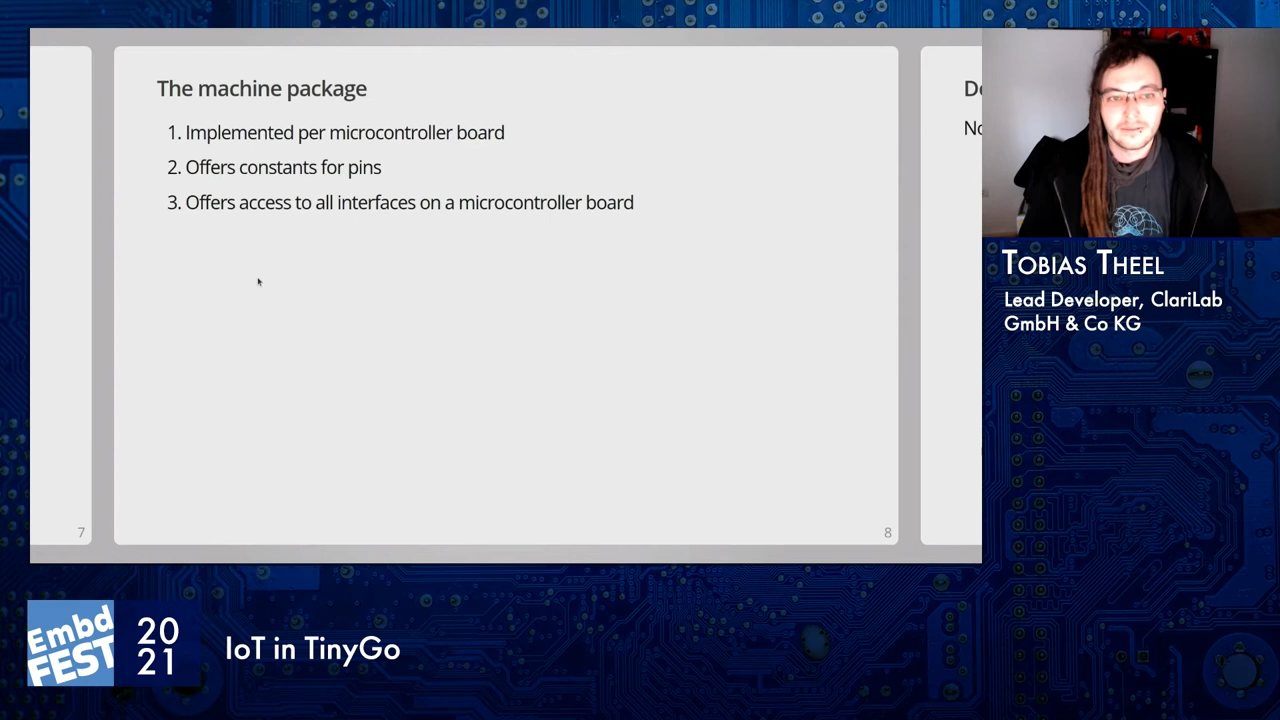 The machine package
1. Implemented per microcontroller board
2. Offers constants for pins
3. Offers access to all interfaces on a microcontroller board
7
8
No
TOBIAS THEEL
Lead Developer, ClariLab
GmbH & Co KG
Embd
FEST
20
21
IoT in TinyGo